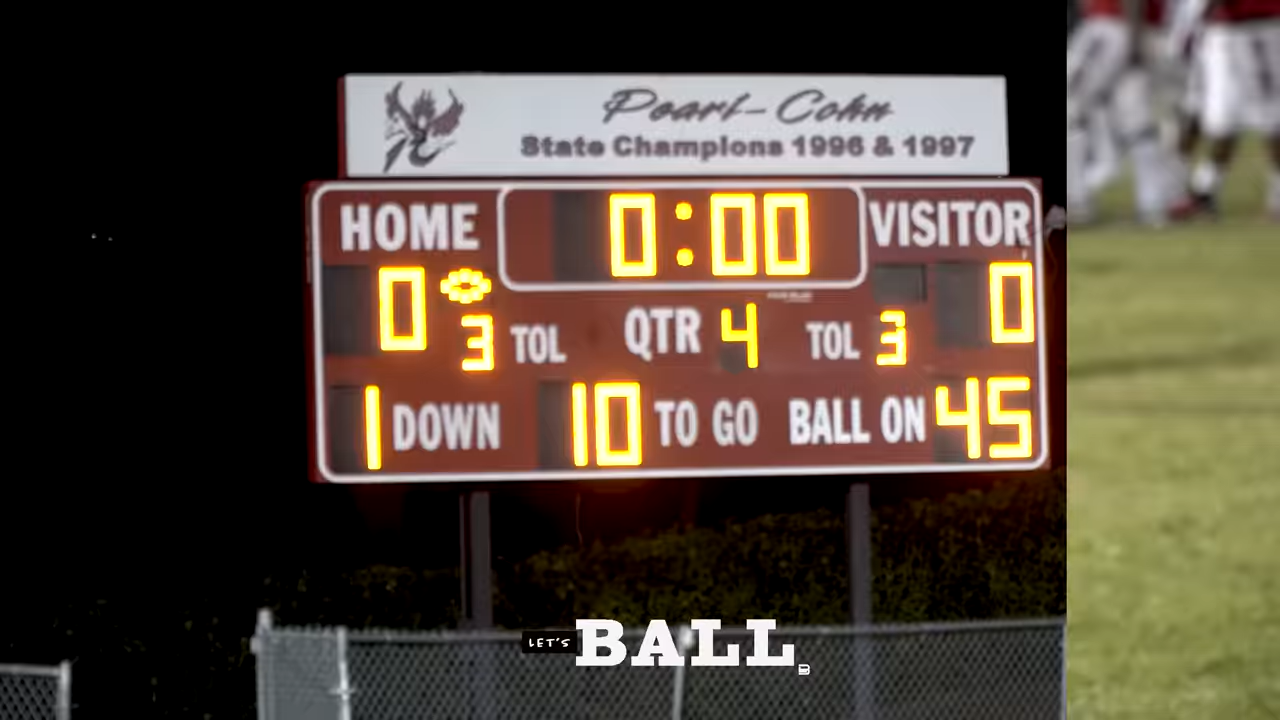 Pearl-Cohn
State Champions 1996 & 1997
HOME 0:00 VISITOR
0 0
3 TOL QTR 4 TOL 3
1 DOWN 10 TO GO BALL ON 45
LET'S BALL